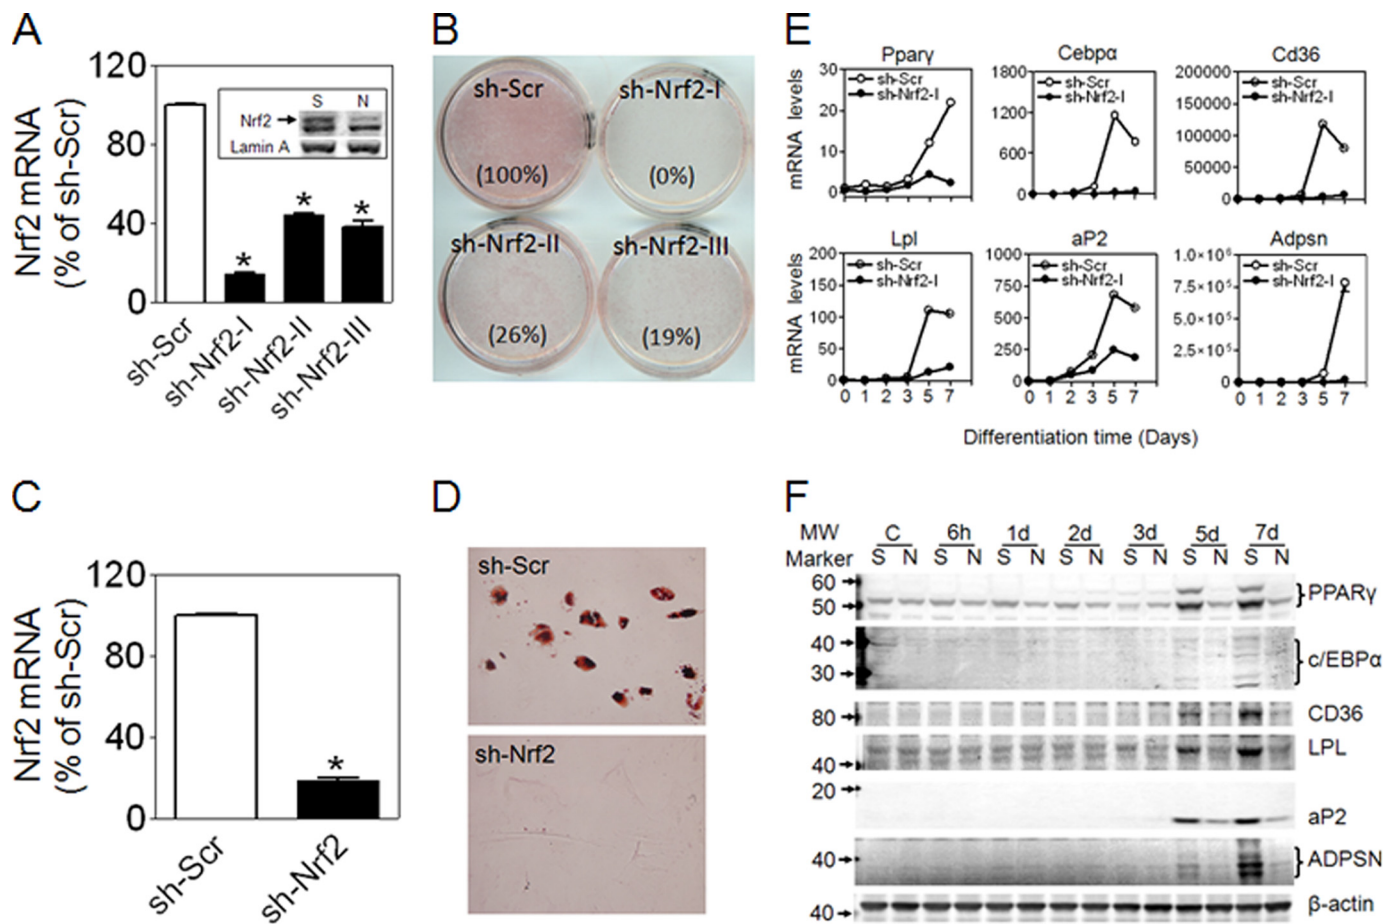 A
Nrf2 mRNA
(% of sh-Scr)
120
80
40
0
S N
Nrf2
Lamin A
*
*
*
sh-Scr
sh-Nrf2-I
sh-Nrf2-II
sh-Nrf2-III
B
sh-Scr
(100%)
sh-Nrf2-I
(0%)
sh-Nrf2-II
(26%)
sh-Nrf2-III
(19%)
E
Pparγ
mRNA levels
30
20
10
0
sh-Scr
sh-Nrf2-I
Cebpα
1800
1200
600
0
sh-Scr
sh-Nrf2-I
Cd36
200000
150000
100000
50000
0
sh-Scr
sh-Nrf2-I
Lpl
mRNA levels
200
150
100
50
0
sh-Scr
sh-Nrf2-I
0 1 2 3 5 7
aP2
1000
750
500
250
0
sh-Scr
sh-Nrf2-I
0 1 2 3 5 7
Adpsn
1.0×10⁶
7.5×10⁵
5.0×10⁵
2.5×10⁵
0
sh-Scr
sh-Nrf2-I
0 1 2 3 5 7
Differentiation time (Days)
C
Nrf2 mRNA
(% of sh-Scr)
120
80
40
0
*
sh-Scr
sh-Nrf2
D
sh-Scr
sh-Nrf2
F
MW C 6h 1d 2d 3d 5d 7d
Marker S N S N S N S N S N S N S N
60
50
PPARγ
40
30
c/EBPα
80
CD36
LPL
40
20
aP2
40
ADPSN
40
β-actin